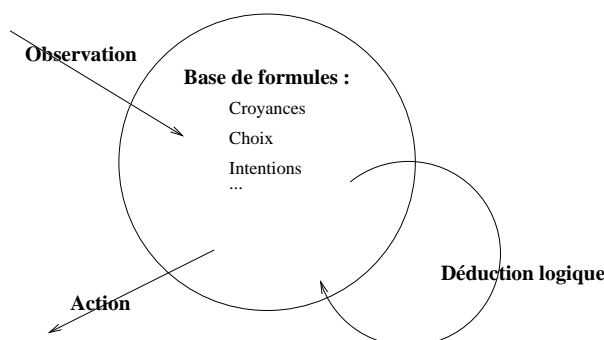 Observation
Base de formules :
Croyances
Choix
Intentions
...
Déduction logique
Action